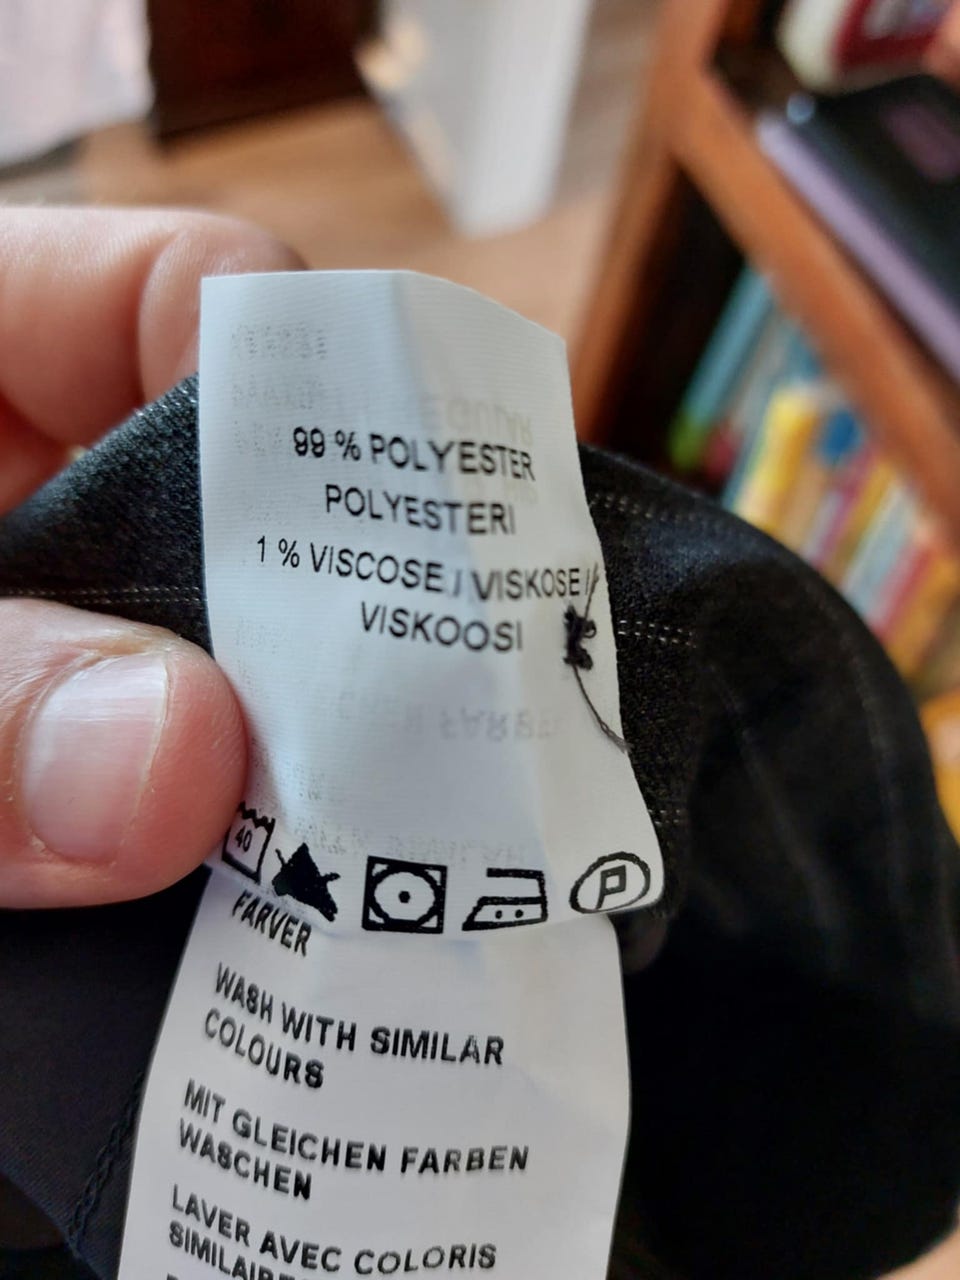 99 % POLYESTER
POLYESTERI
1 % VISCOSE / VISKOSE /
VISKOOSI
40
P
FARVER
WASH WITH SIMILAR
COLOURS
MIT GLEICHEN FARBEN
WASCHEN
LAVER AVEC COLORIS